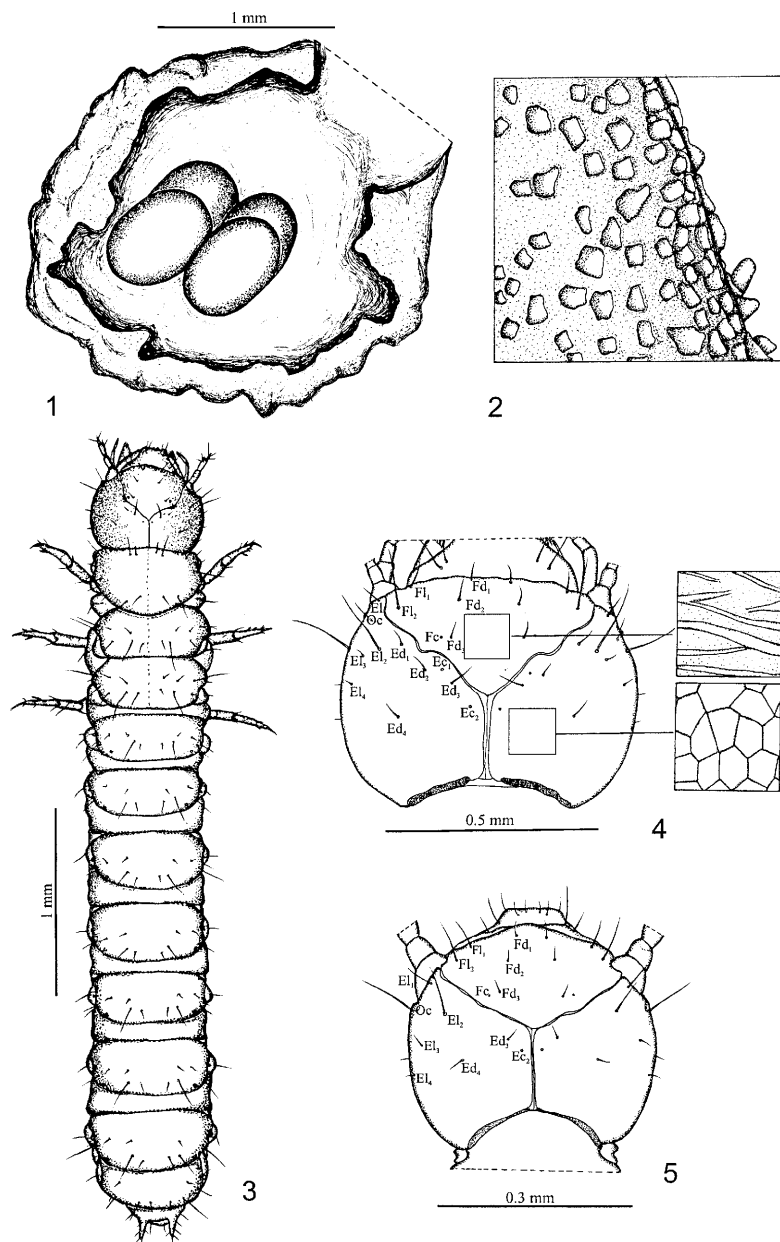 1 mm
1
2
3
1 mm
Fl₁
Fd₁
El₁
Fl₂
Fd₂
Oc
Fc
Fd₃
El₃
El₂
Ed₁
Ec₁
Ed₂
Ed₃
El₄
Ec₂
Ed₄
0.5 mm
4
Fl₁
Fd₁
Fl₃
Fd₂
El₁
Fc
Fd₃
Oc
El₂
El₃
Ed₃
Ec₂
Ed₄
El₄
5
0.3 mm